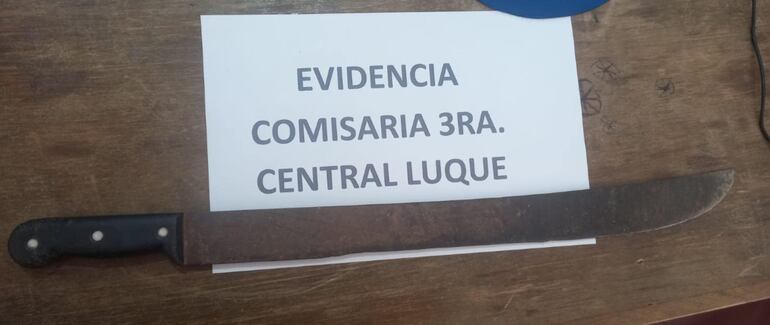 EVIDENCIA
COMISARIA 3RA.
CENTRAL LUQUE